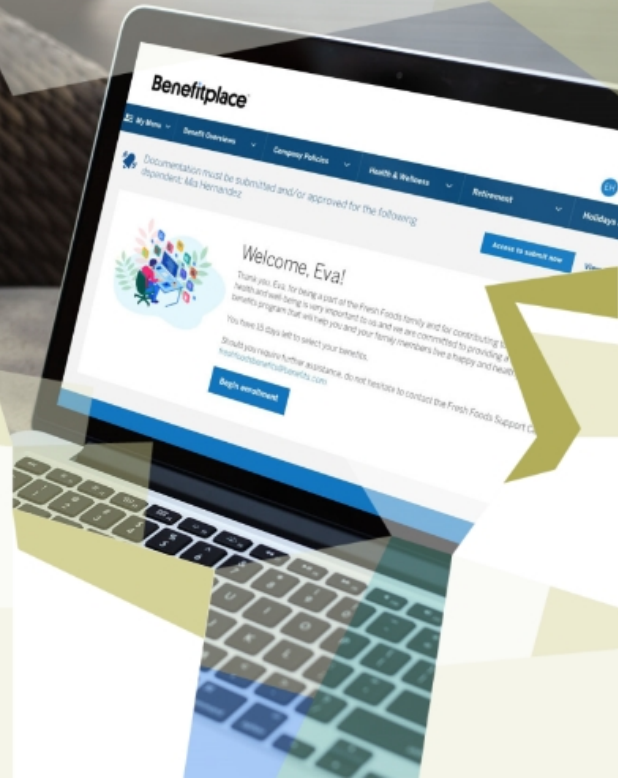 Benefitplace
My Menu Benefit Overviews Company Policies Health & Wellness Retirement Holidays
EH
Documentation must be submitted and/or approved for the following
dependent: Mia Hernandez
Access to submit now View
Welcome, Eva!
Thank you, Eva, for being a part of the Fresh Foods family and for contributing
health and well-being is very important to us and we are committed to providing a
benefits program that will help you and your family members live a happy and health
You have 15 days left to select your benefits.
Should you require further assistance, do not hesitate to contact the Fresh Foods Support C
freshfoodsbenefits@benefits.com
Begin enrollment